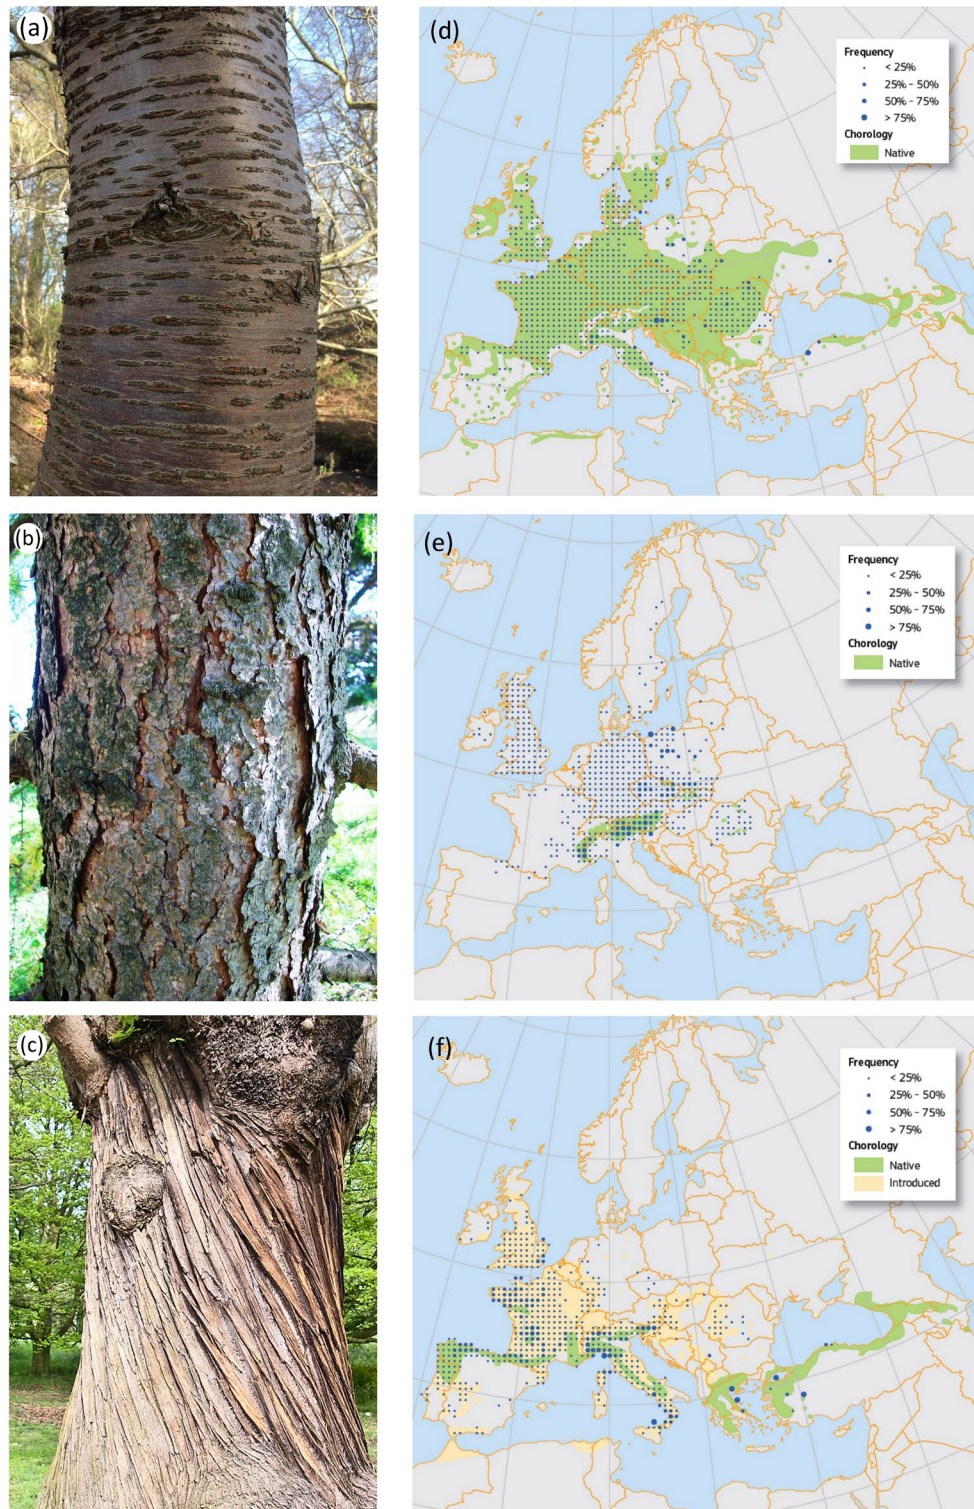 (a)
(d)
Frequency
< 25%
25% - 50%
50% - 75%
> 75%
Chorology
Native
(b)
(e)
Frequency
< 25%
25% - 50%
50% - 75%
> 75%
Chorology
Native
(c)
(f)
Frequency
< 25%
25% - 50%
50% - 75%
> 75%
Chorology
Native
Introduced